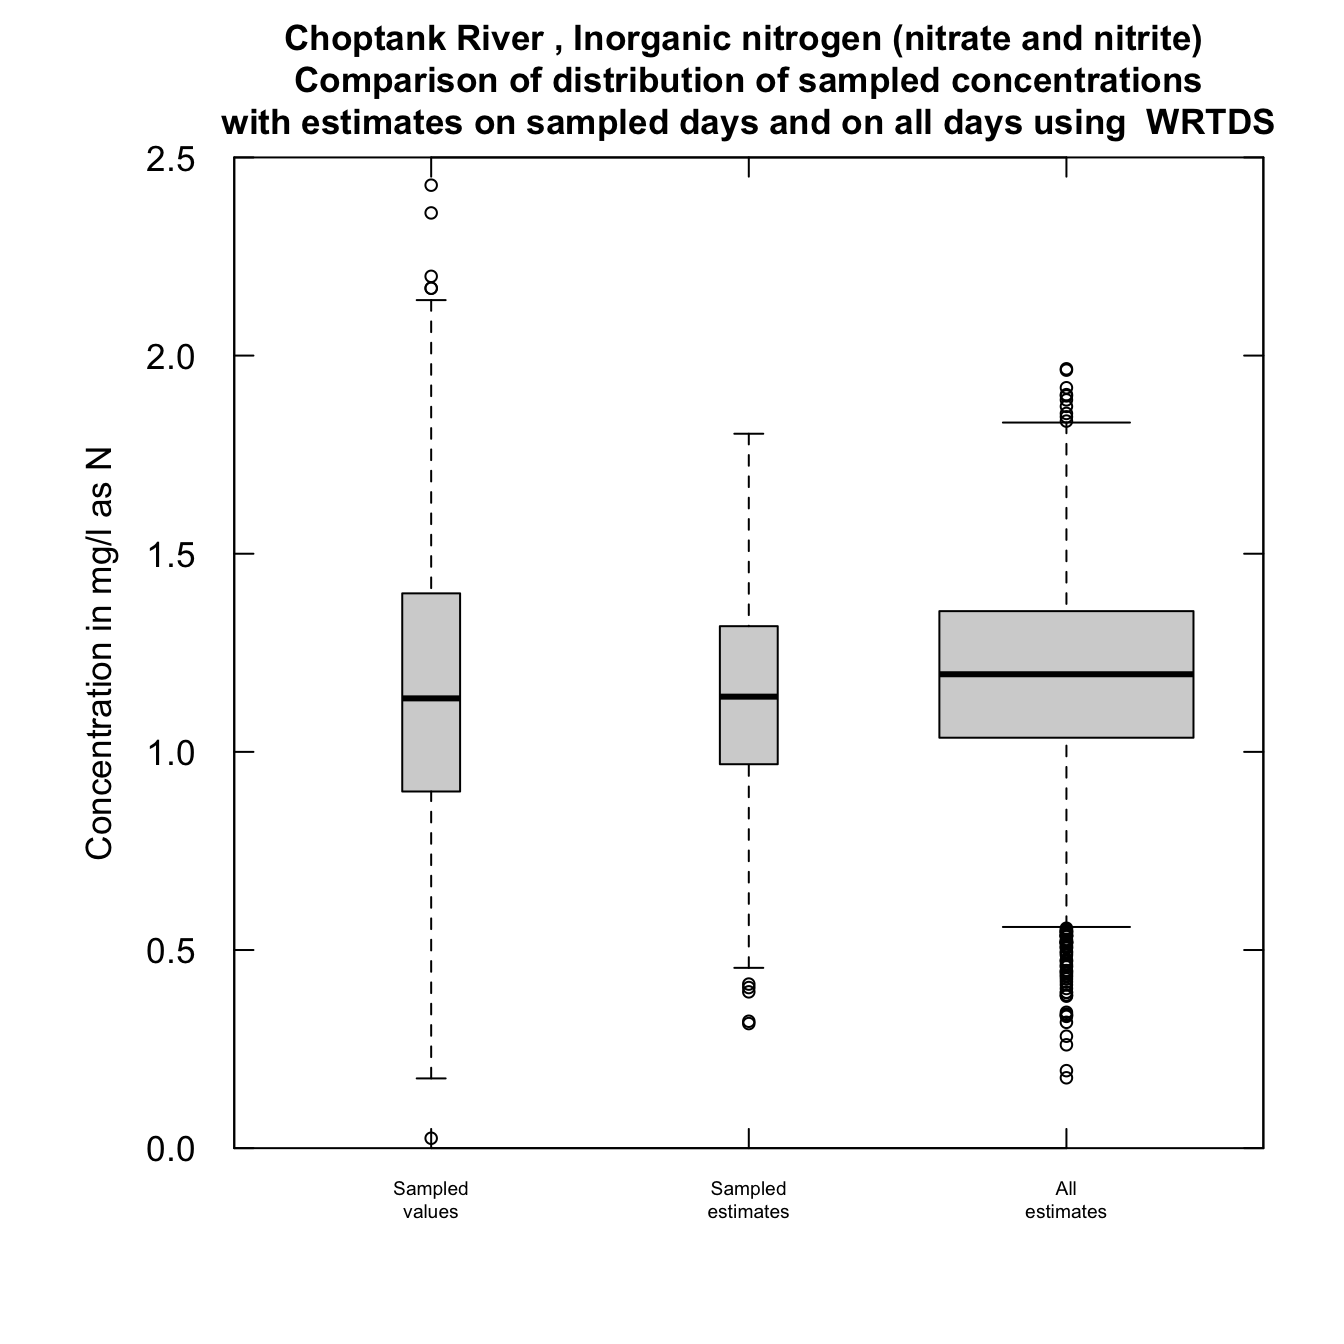 Choptank River , Inorganic nitrogen (nitrate and nitrite)
Comparison of distribution of sampled concentrations
with estimates on sampled days and on all days using  WRTDS
Concentration in mg/l as N
2.5
2.0
1.5
1.0
0.5
0.0
Sampled
values
Sampled
estimates
All
estimates